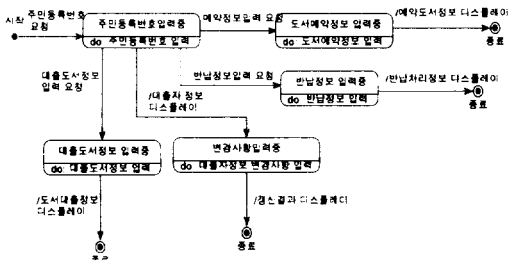 시작
주민등록번호
요청
주민등록번호입력중
do: 주민등록번호 입력
예약정보입력 요청
도서예약정보 입력중
do: 도서예약정보 입력
/예약도서정보 디스플레이
종료
대출도서정보
입력 요청
반납정보입력 요청
반납정보 입력중
do: 반납정보 입력
/반납처리정보 디스플레이
종료
/대출자 정보
디스플레이
대출도서정보 입력중
do: 대출도서정보 입력
변경사항입력중
do: 대출자정보 변경사항 입력
/도서대출정보
디스플레이
/갱신결과 디스플레이
종료
종료